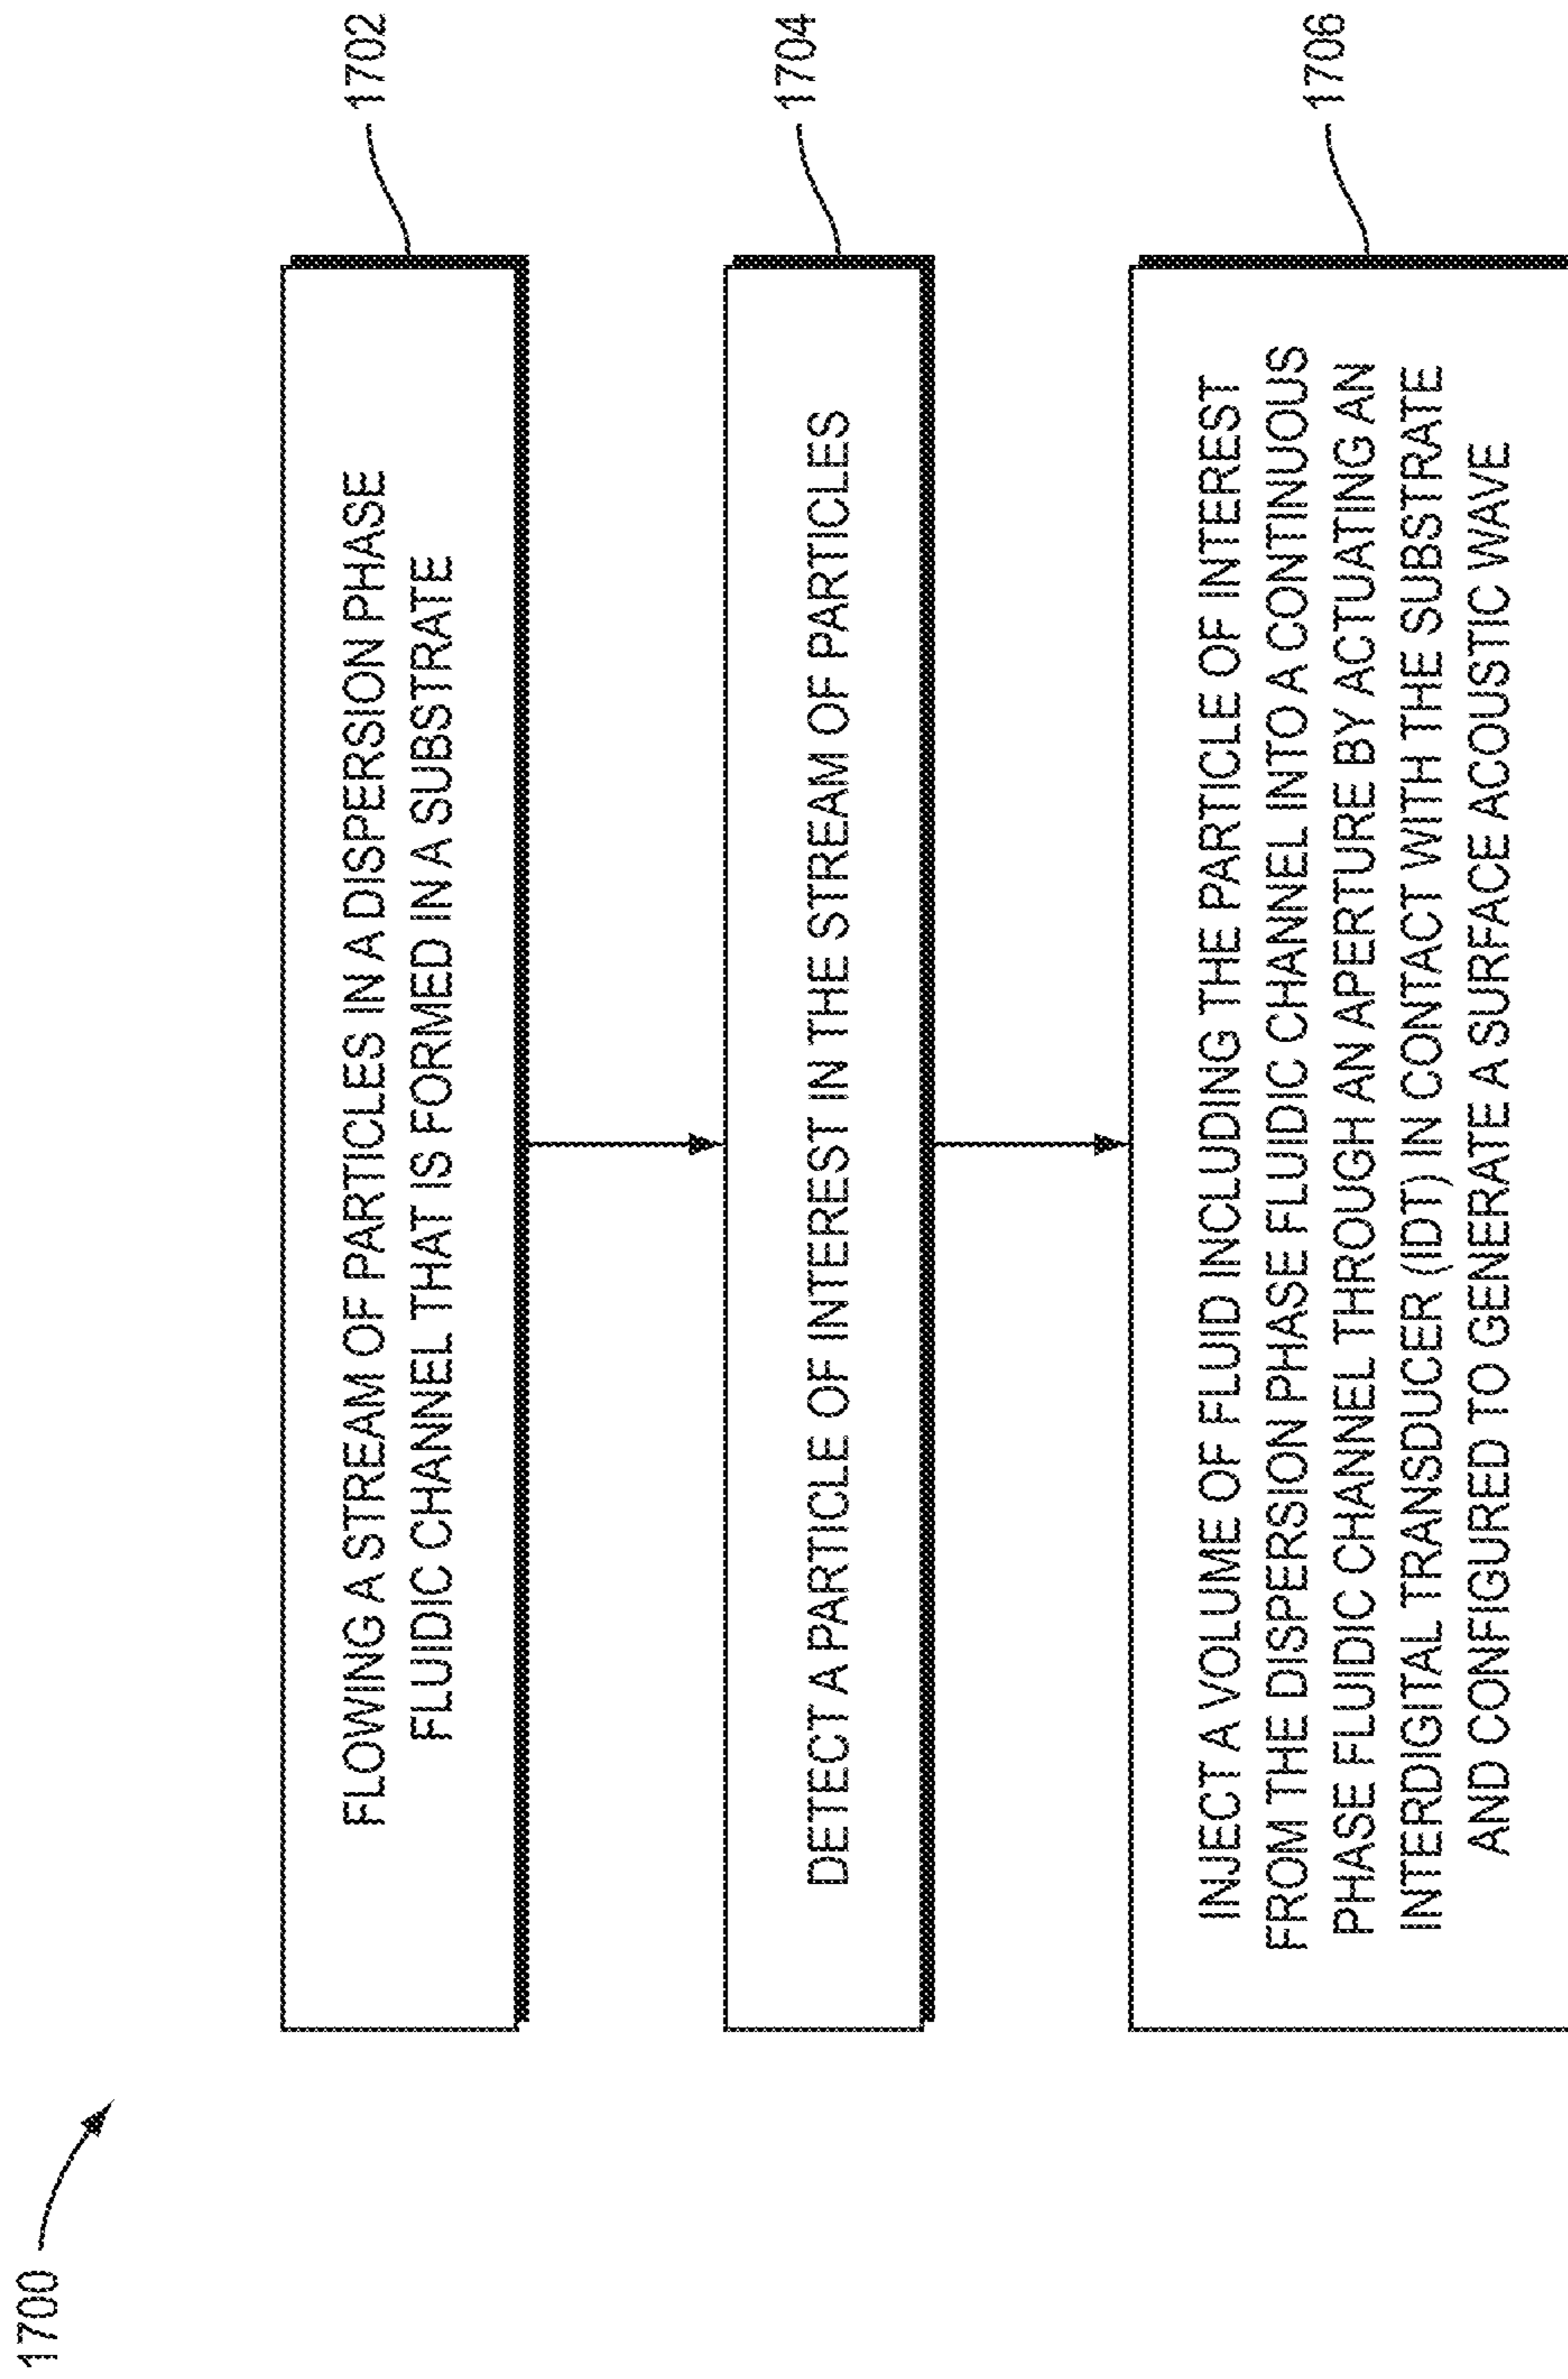 1700
FLOWING A STREAM OF PARTICLES IN A DISPERSION PHASE
FLUIDIC CHANNEL THAT IS FORMED IN A SUBSTRATE
1702
DETECT A PARTICLE OF INTEREST IN THE STREAM OF PARTICLES
1704
INJECT A VOLUME OF FLUID INCLUDING THE PARTICLE OF INTEREST
FROM THE DISPERSION PHASE FLUIDIC CHANNEL INTO A CONTINUOUS
PHASE FLUIDIC CHANNEL THROUGH AN APERTURE BY ACTUATING AN
INTERDIGITAL TRANSDUCER (IDT) IN CONTACT WITH THE SUBSTRATE
AND CONFIGURED TO GENERATE A SURFACE ACOUSTIC WAVE
1706